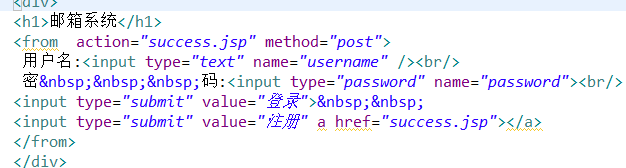 <div>
<h1>邮箱系统</h1>
<from  action="success.jsp" method="post">
用户名:<input type="text" name="username" /><br/>
密&nbsp;&nbsp;&nbsp;码:<input type="password" name="password"><br/>
<input type="submit" value="登录">&nbsp;&nbsp;
<input type="submit" value="注册" a href="success.jsp"></a>
</from>
</div>